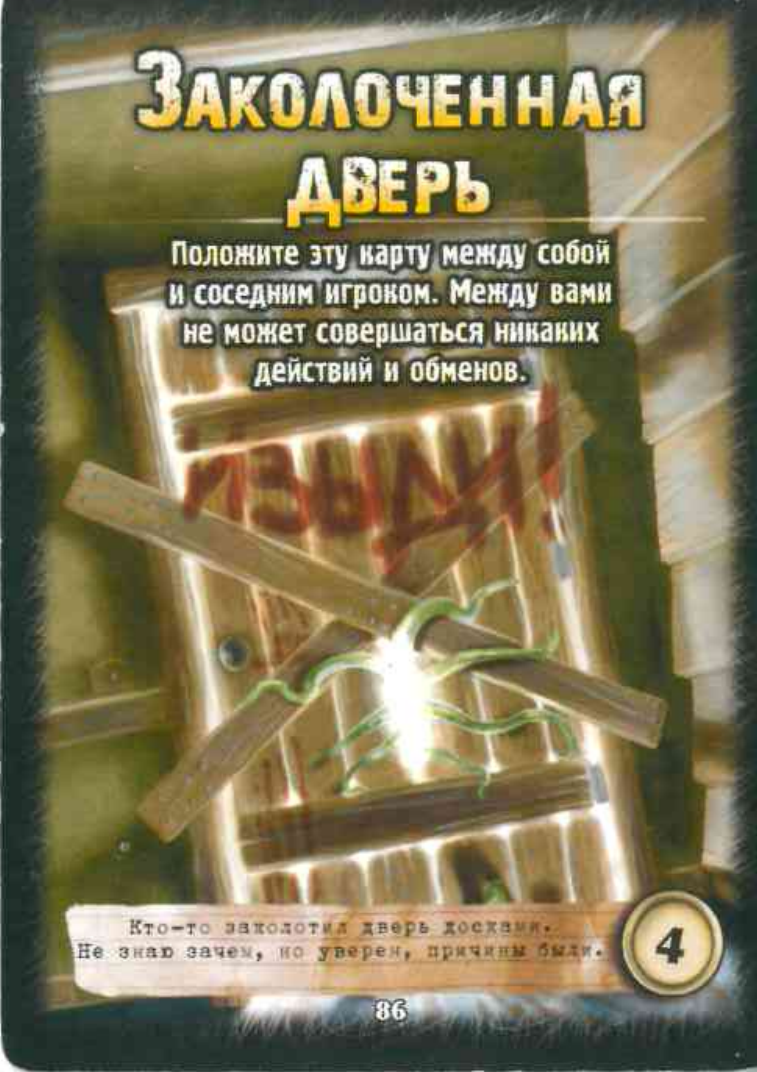 Заколоченная
дверь
Положите эту карту между собой
и соседним игроком. Между вами
не может совершаться никаких
действий и обменов.
ИЗЫДИ!
Кто-то заколотил дверь досками.
Не знаю зачем, но уверен, причины были.
4
86